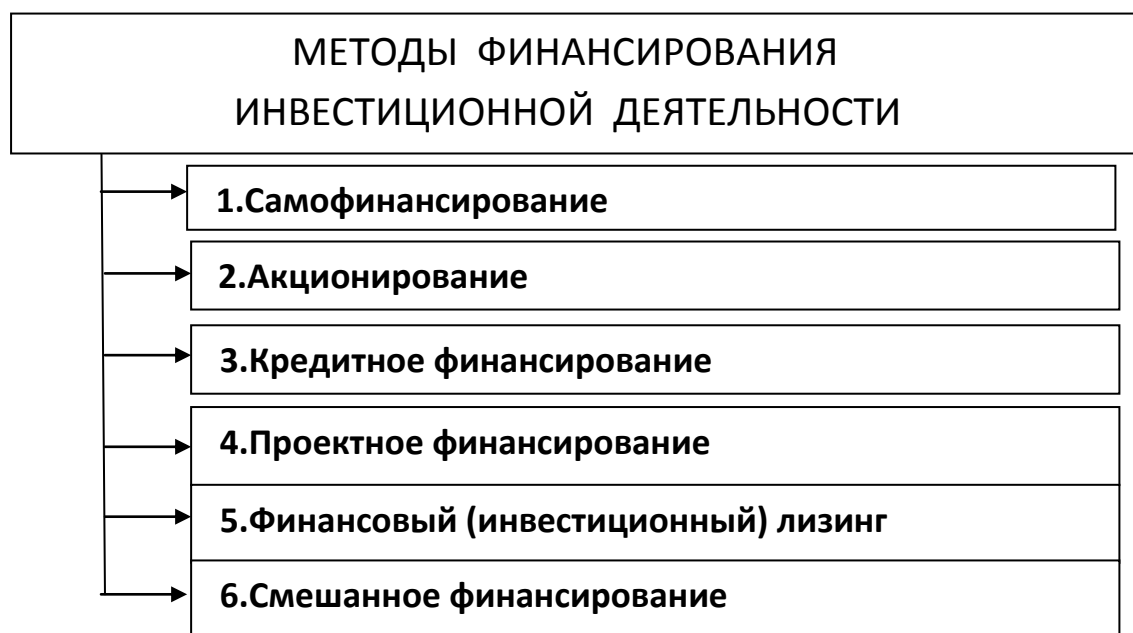 МЕТОДЫ ФИНАНСИРОВАНИЯ
ИНВЕСТИЦИОННОЙ ДЕЯТЕЛЬНОСТИ
1.Самофинансирование
2.Акционирование
3.Кредитное финансирование
4.Проектное финансирование
5.Финансовый (инвестиционный) лизинг
6.Смешанное финансирование